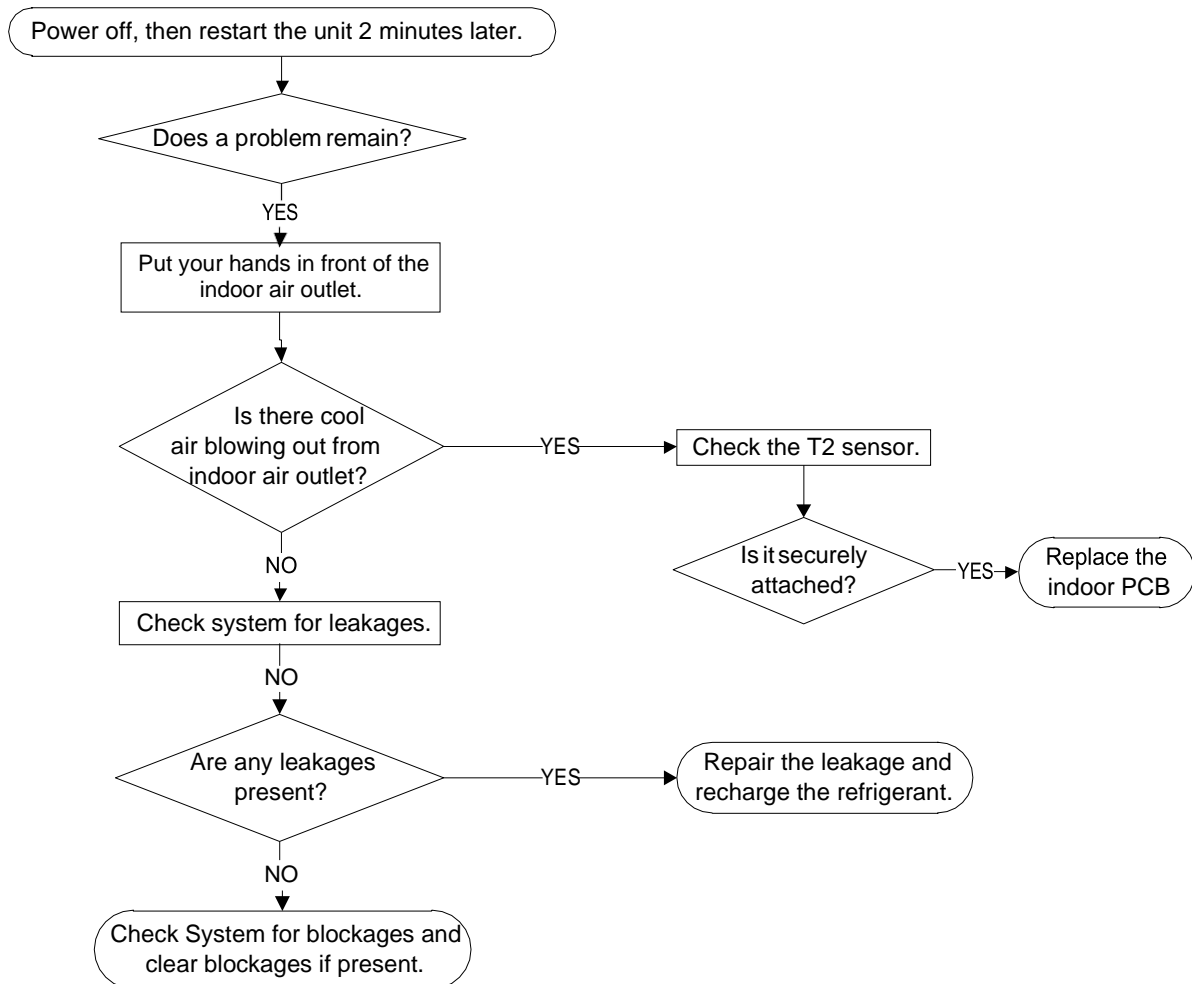 Power off, then restart the unit 2 minutes later.
Does a problem remain?
YES
Put your hands in front of the
indoor air outlet.
Is there cool
air blowing out from
indoor air outlet?
YES
Check the T2 sensor.
Is it securely
attached?
YES
Replace the
indoor PCB
NO
Check system for leakages.
NO
Are any leakages
present?
YES
Repair the leakage and
recharge the refrigerant.
NO
Check System for blockages and
clear blockages if present.